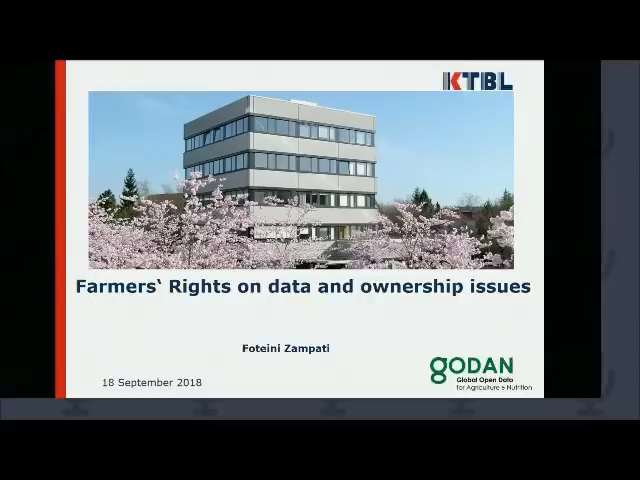 KTBL
Farmers‘ Rights on data and ownership issues
Foteini Zampati
18 September 2018
GODAN
Global Open Data
for Agriculture & Nutrition